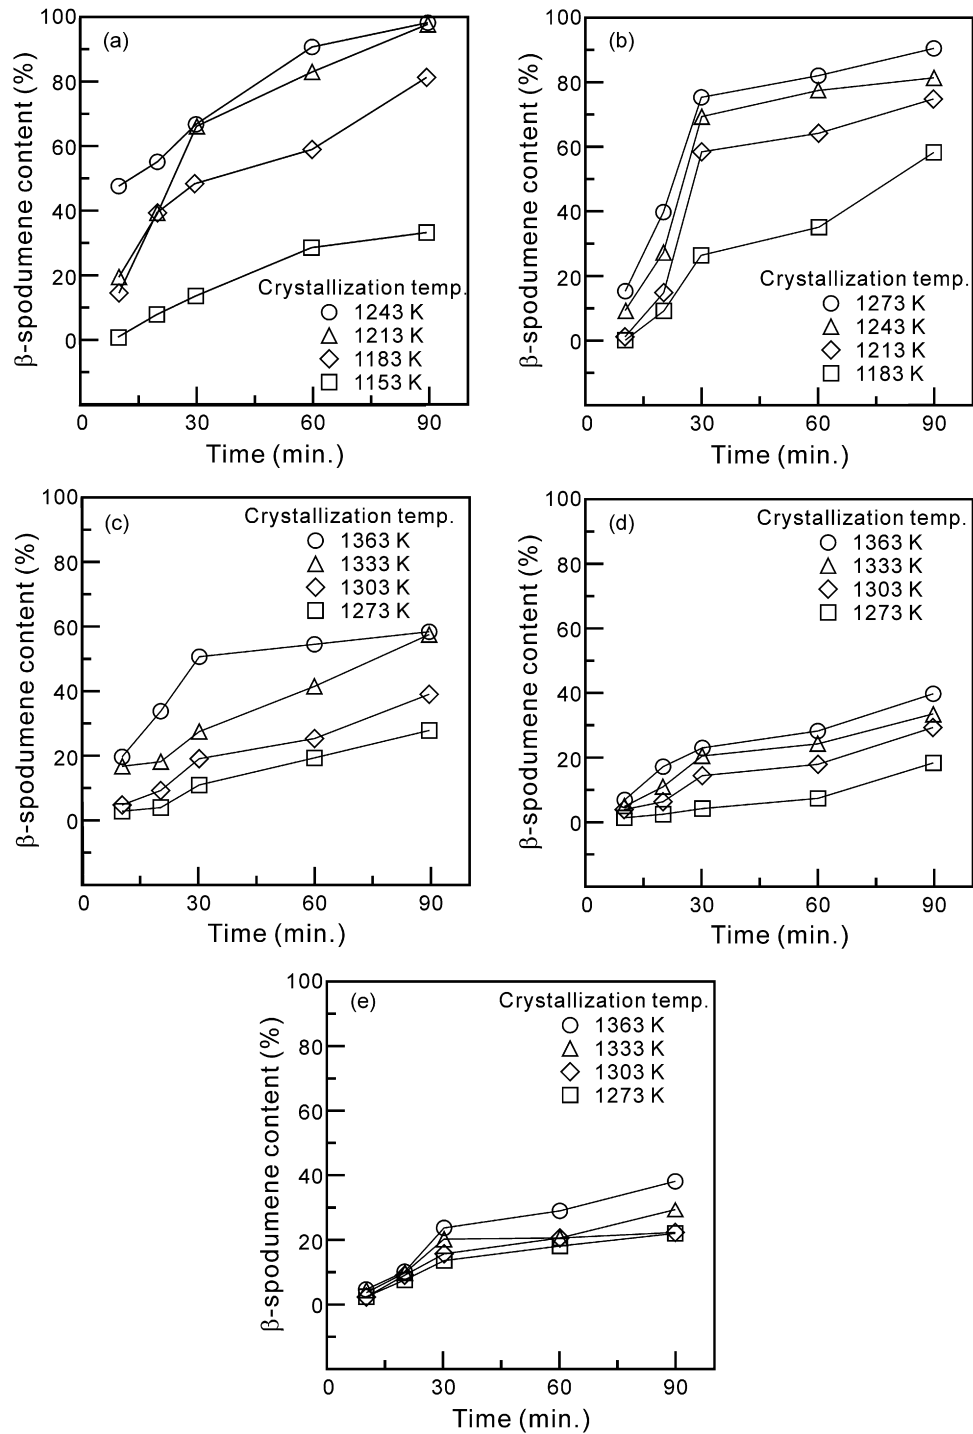 100
(a)
80
60
40
20
0
β-spodumene content (%)
Crystallization temp.
1243 K
1213 K
1183 K
1153 K
0 30 60 90
Time (min.)
100
(b)
80
60
40
20
0
β-spodumene content (%)
Crystallization temp.
1273 K
1243 K
1213 K
1183 K
0 30 60 90
Time (min.)
100
(c)
80
60
40
20
0
β-spodumene content (%)
Crystallization temp.
1363 K
1333 K
1303 K
1273 K
0 30 60 90
Time (min.)
100
(d)
80
60
40
20
0
β-spodumene content (%)
Crystallization temp.
1363 K
1333 K
1303 K
1273 K
0 30 60 90
Time (min.)
100
(e)
80
60
40
20
0
β-spodumene content (%)
Crystallization temp.
1363 K
1333 K
1303 K
1273 K
0 30 60 90
Time (min.)